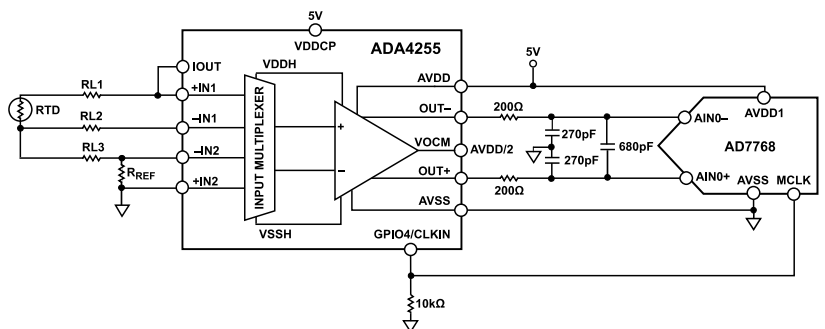 5V
VDDCP
ADA4255
IOUT
VDDH
AVDD
5V
RL1
+IN1
RTD
OUT−
200Ω
AVDD1
AIN0−
RL2
−IN1
INPUT MULTIPLEXER
+
VOCM
AVDD/2
270pF
270pF
680pF
AD7768
RL3
−IN2
−
OUT+
200Ω
AIN0+
RREF
+IN2
AVSS
AVSS
MCLK
VSSH
GPIO4/CLKIN
10kΩ